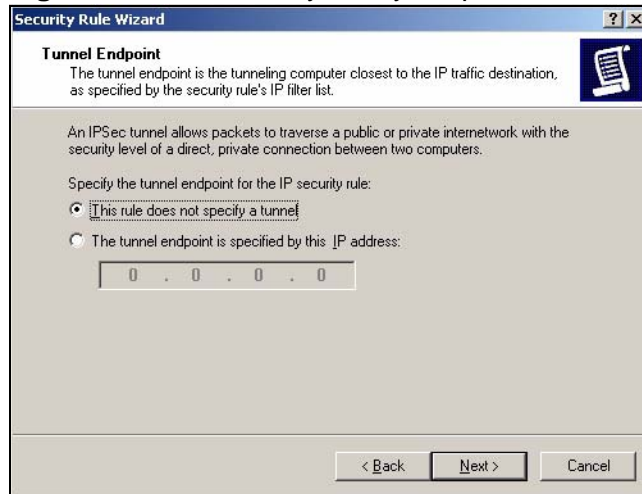 Security Rule Wizard
Tunnel Endpoint
The tunnel endpoint is the tunneling computer closest to the IP traffic destination,
as specified by the security rule's IP filter list.
An IPSec tunnel allows packets to traverse a public or private internetwork with the
security level of a direct, private connection between two computers.
Specify the tunnel endpoint for the IP security rule:
This rule does not specify a tunnel
The tunnel endpoint is specified by this IP address:
0 . 0 . 0 . 0
< Back Next > Cancel